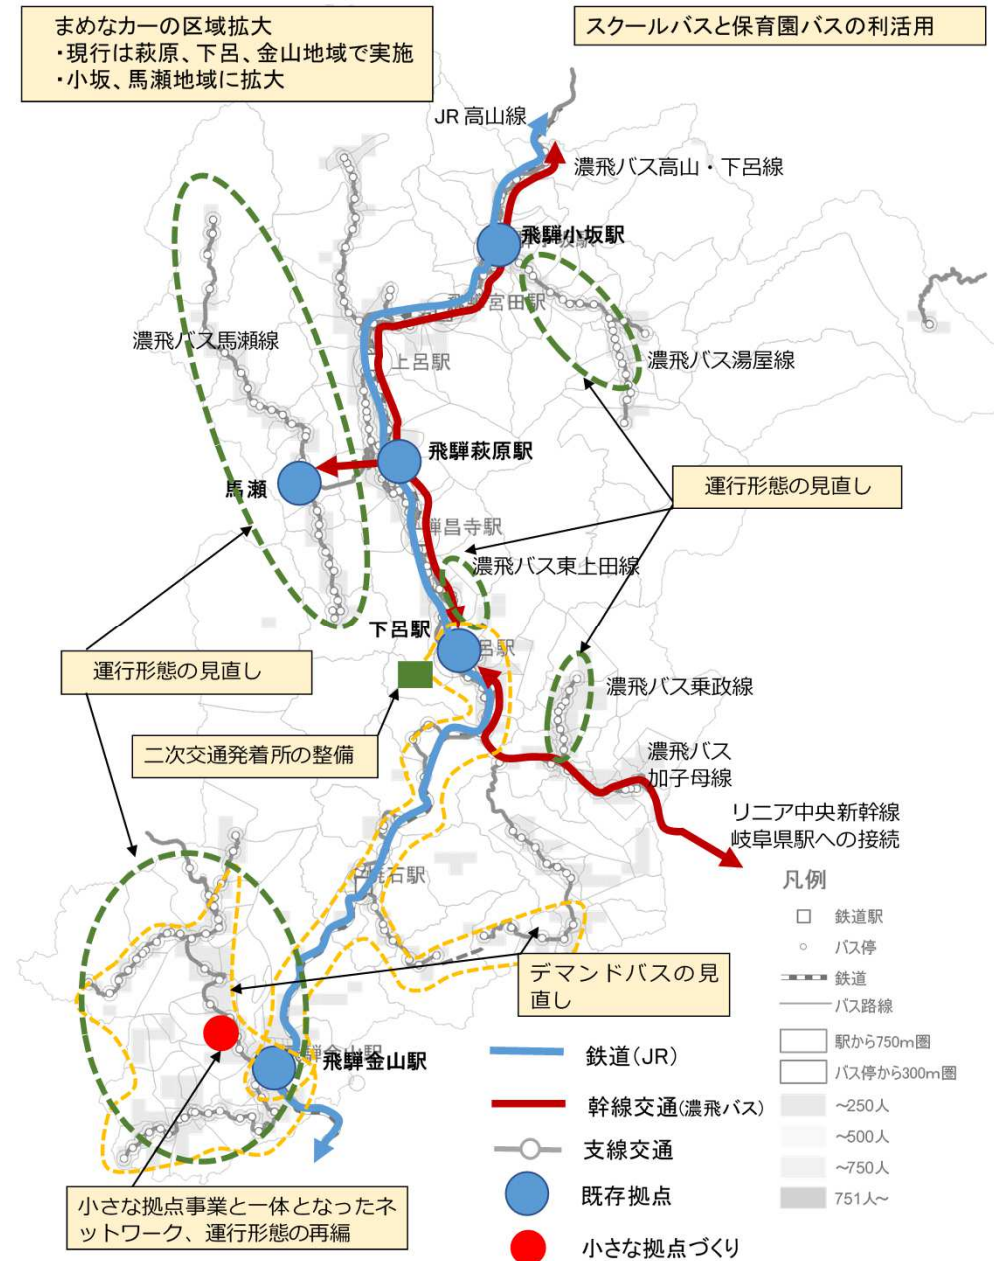 まめなカーの区域拡大
・現行は萩原、下呂、金山地域で実施
・小坂、馬瀬地域に拡大
スクールバスと保育園バスの利活用
JR高山線
濃飛バス高山・下呂線
飛騨小坂駅
宮田駅
濃飛バス馬瀬線
上呂駅
濃飛バス湯屋線
飛騨萩原駅
馬瀬
運行形態の見直し
禅昌寺駅
濃飛バス東上田線
下呂駅
呂駅
運行形態の見直し
濃飛バス乗政線
二次交通発着所の整備
濃飛バス
加子母線
リニア中央新幹線
岐阜県駅への接続
焼石駅
デマンドバスの見
直し
飛騨金山駅
小さな拠点事業と一体となったネ
ットワーク、運行形態の再編
鉄道(JR)
幹線交通(濃飛バス)
支線交通
既存拠点
小さな拠点づくり
凡例
鉄道駅
バス停
鉄道
バス路線
駅から750m圏
バス停から300m圏
～250人
～500人
～750人
751人～